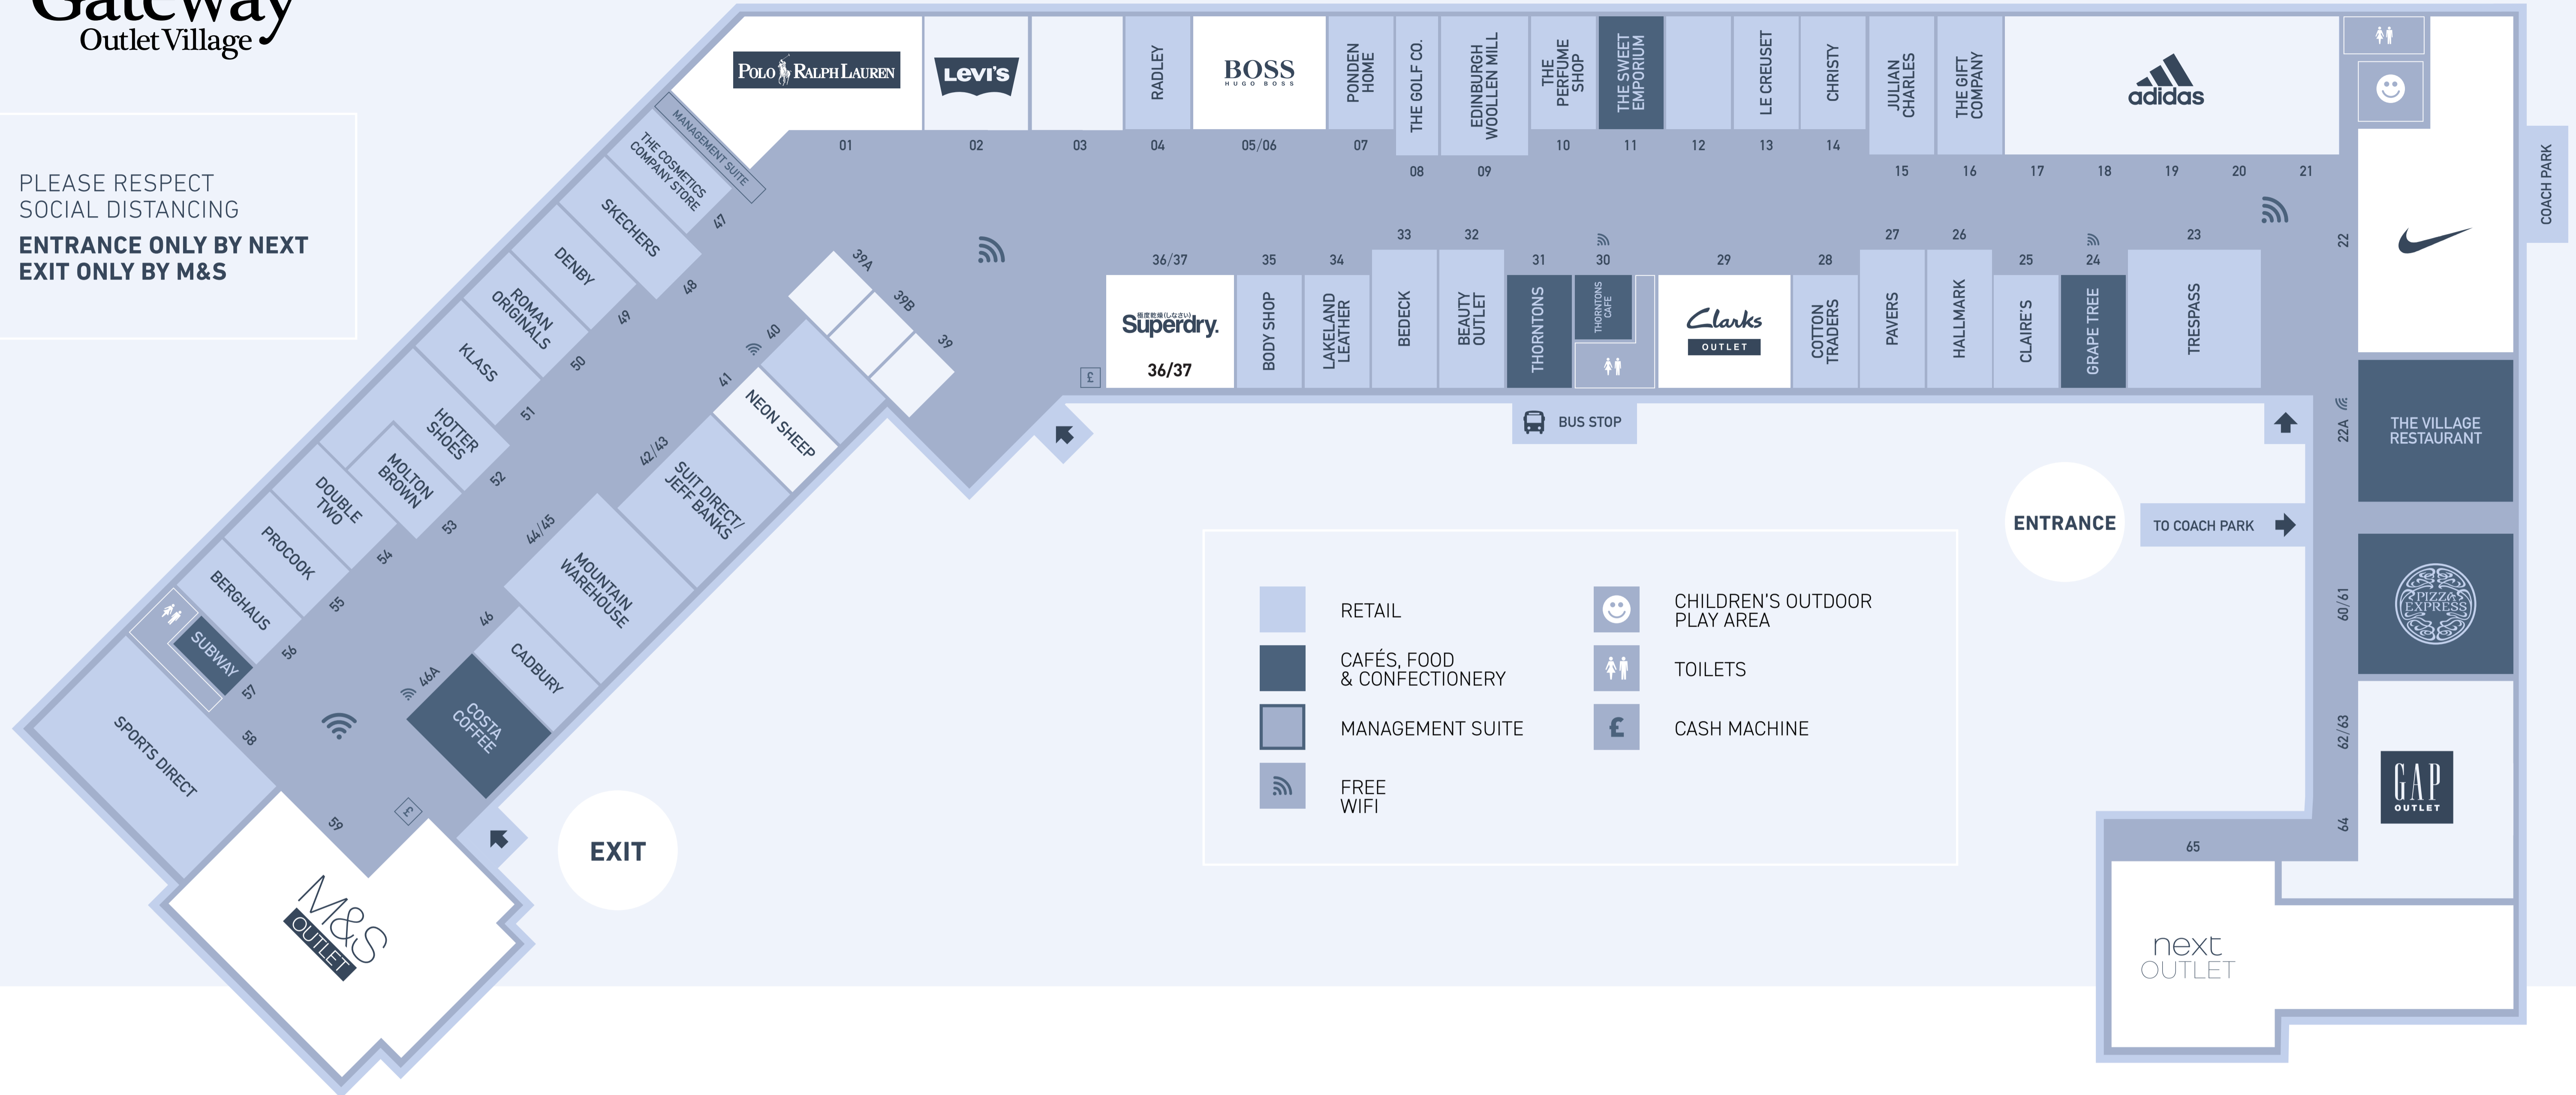 Gateway
Outlet Village
PLEASE RESPECT
SOCIAL DISTANCING
ENTRANCE ONLY BY NEXT
EXIT ONLY BY M&S
POLO RALPH LAUREN
LEVI'S
RADLEY
BOSS
HUGO BOSS
PONDEN
HOME
THE GOLF CO.
EDINBURGH
WOOLLEN MILL
THE
PERFUME
SHOP
THE SWEET
EMPORIUM
LE CREUSET
CHRISTY
JULIAN
CHARLES
THE GIFT
COMPANY
adidas
01
02
03
04
05/06
07
08
09
10
11
12
13
14
15
16
17
18
19
20
21
22
COACH PARK
MANAGEMENT SUITE
THE COSMETICS
COMPANY STORE
47
SKECHERS
48
DENBY
49
ROMAN
ORIGINALS
50
KLASS
51
HOTTER
SHOES
52
MOLTON
BROWN
53
DOUBLE
TWO
54
PROCOOK
55
BERGHAUS
56
SUBWAY
57
SPORTS DIRECT
58
59
M&S
OUTLET
39A
39B
39
40
41
NEON SHEEP
42/43
SUIT DIRECT/
JEFF BANKS
44/45
MOUNTAIN
WAREHOUSE
46
CADBURY
46A
COSTA
COFFEE
£
£
EXIT
36/37
極度乾燥(しなさい)
Superdry.
36/37
35
BODY SHOP
34
LAKELAND
LEATHER
33
BEDECK
32
BEAUTY
OUTLET
31
THORNTONS
30
THORNTONS
CAFE
29
Clarks
OUTLET
28
COTTON
TRADERS
27
PAVERS
26
HALLMARK
25
CLAIRE'S
24
GRAPE TREE
23
TRESPASS
BUS STOP
ENTRANCE
TO COACH PARK
22A
THE VILLAGE
RESTAURANT
60/61
PIZZA
EXPRESS
62/63
GAP
OUTLET
64
65
next
OUTLET
RETAIL
CAFÉS, FOOD
& CONFECTIONERY
MANAGEMENT SUITE
FREE
WIFI
CHILDREN'S OUTDOOR
PLAY AREA
TOILETS
£
CASH MACHINE